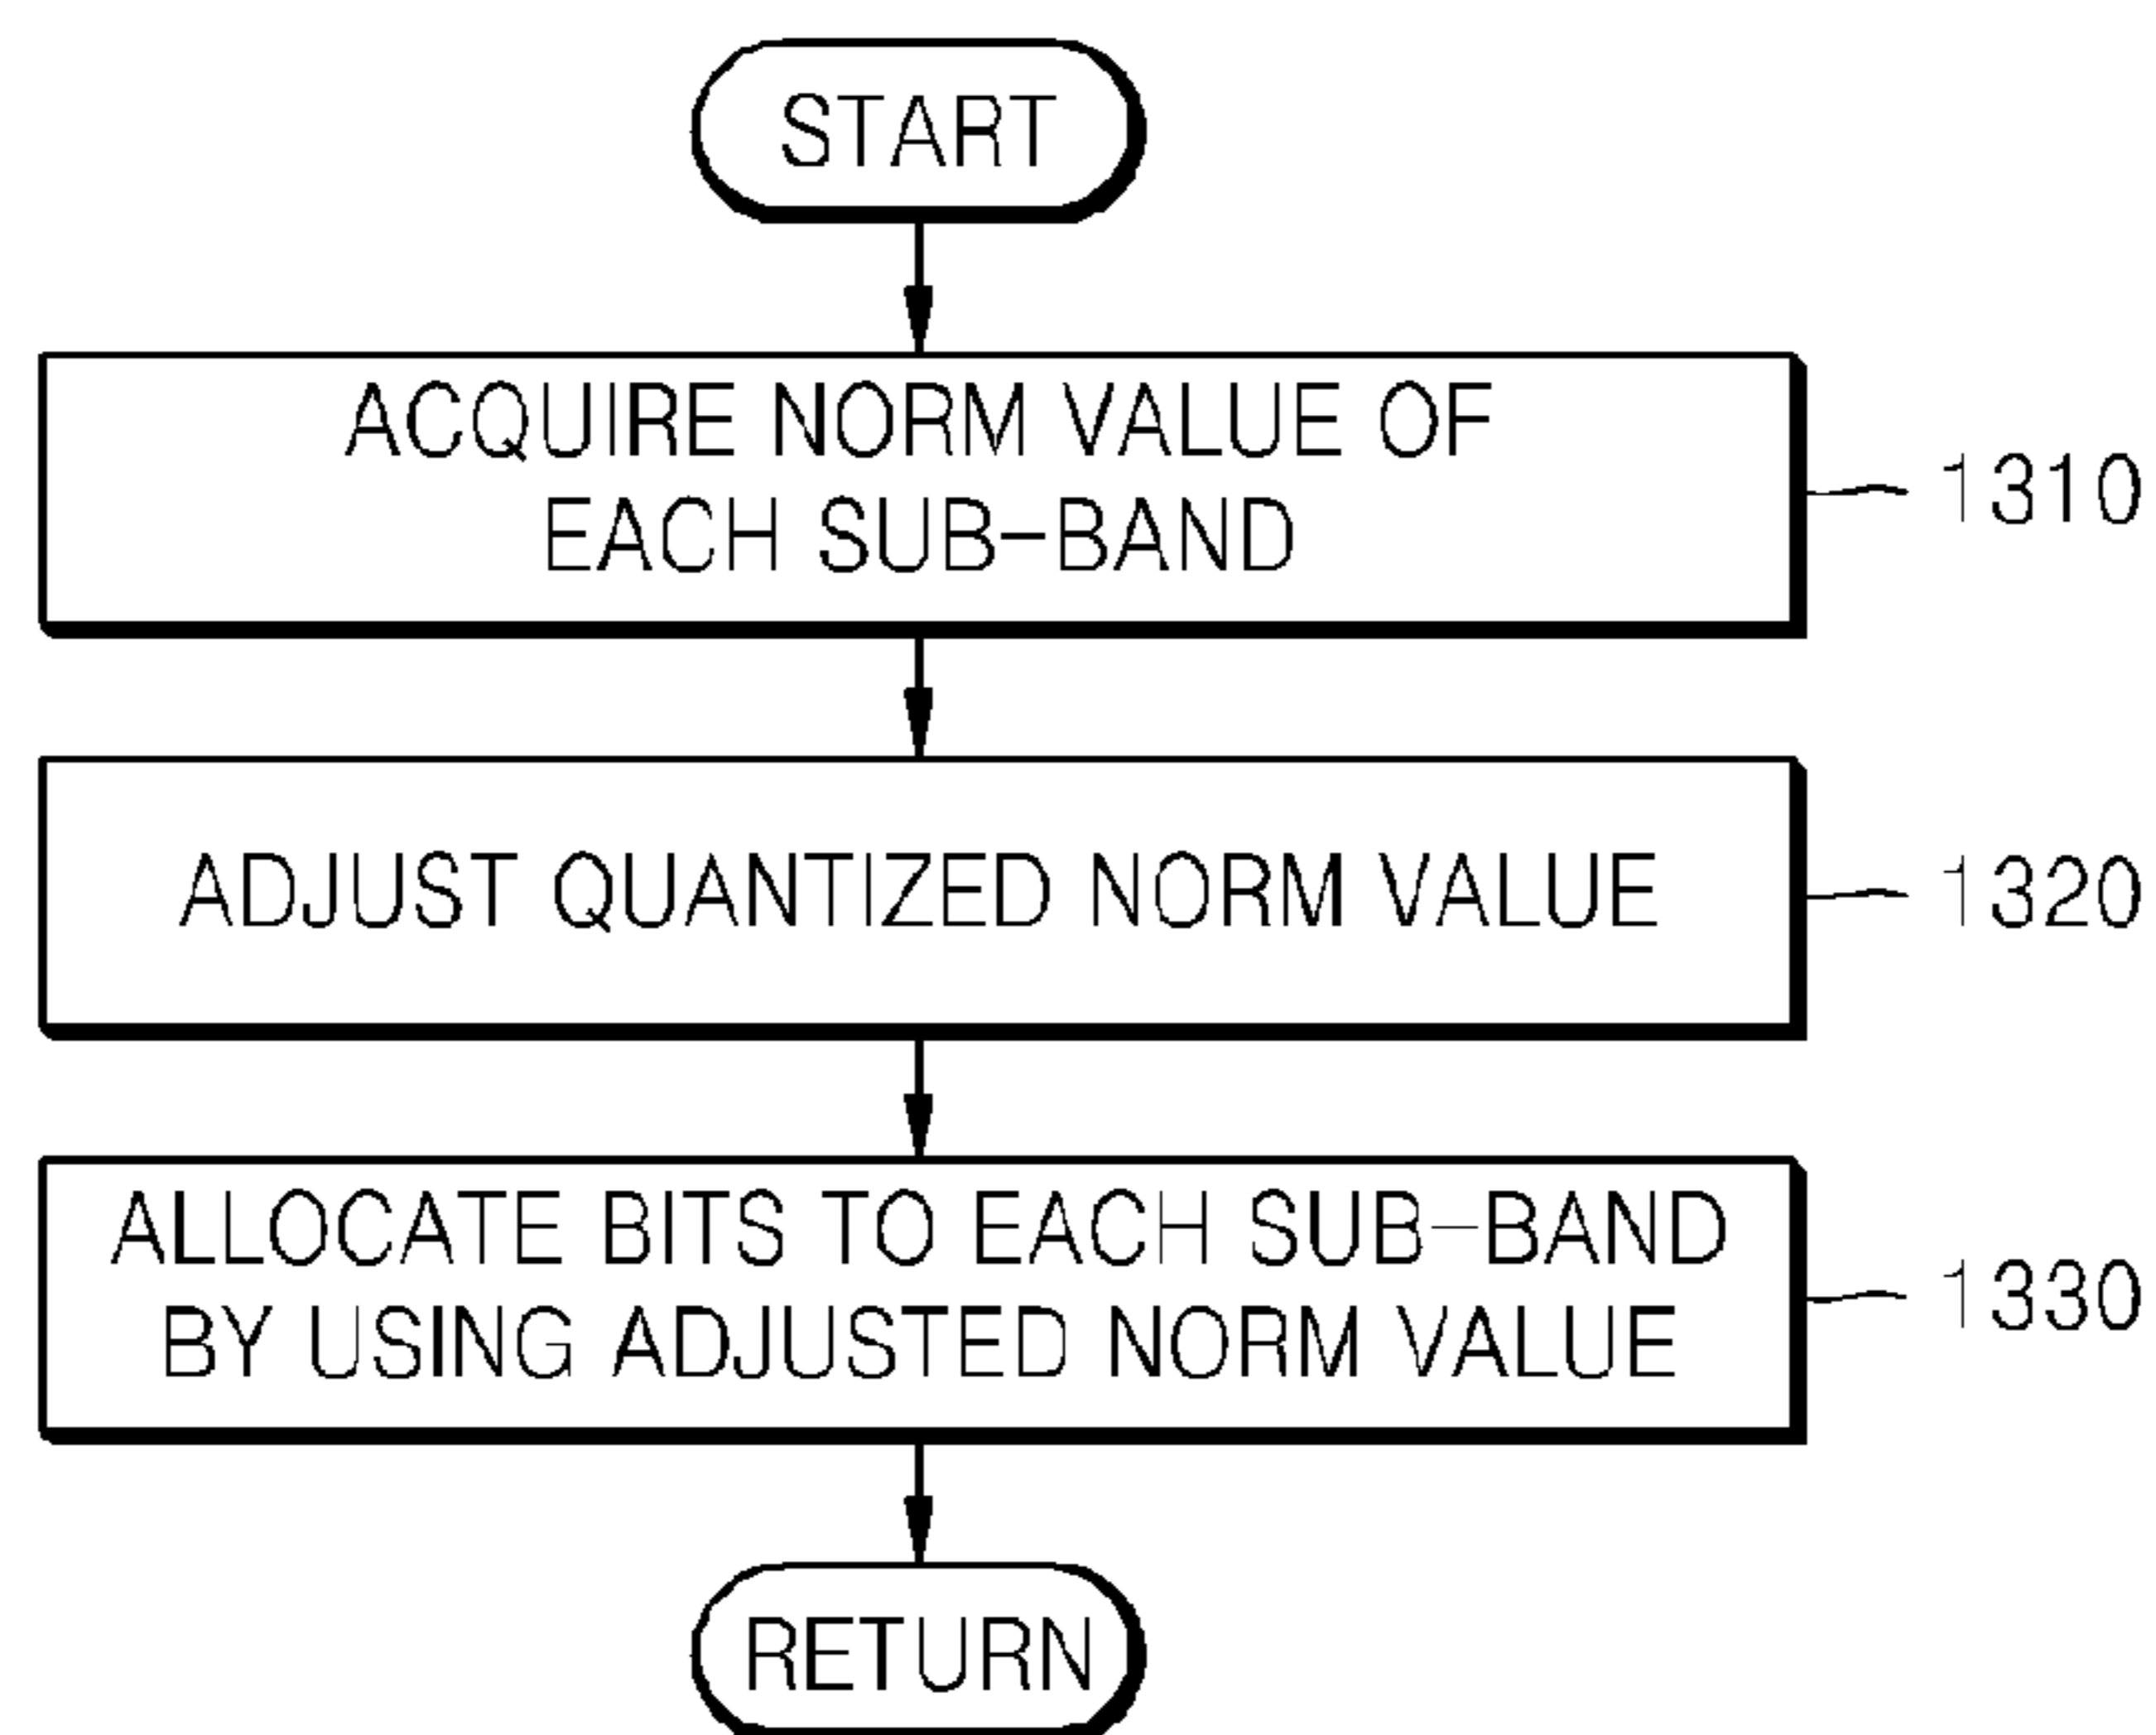 START
ACQUIRE NORM VALUE OF
EACH SUB-BAND
1310
ADJUST QUANTIZED NORM VALUE
1320
ALLOCATE BITS TO EACH SUB-BAND
BY USING ADJUSTED NORM VALUE
1330
RETURN